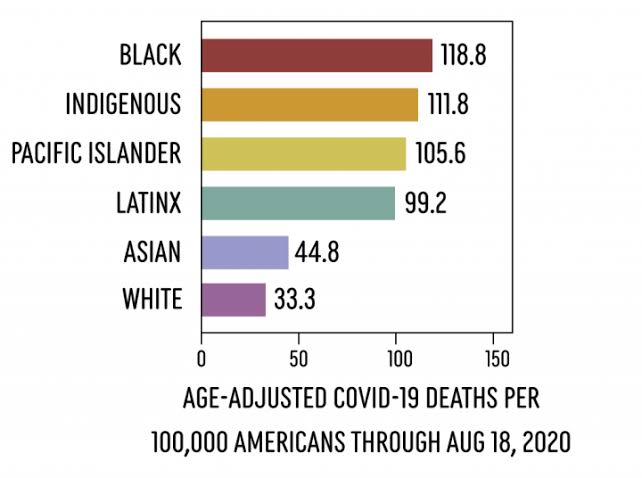 BLACK 118.8
INDIGENOUS 111.8
PACIFIC ISLANDER 105.6
LATINX 99.2
ASIAN 44.8
WHITE 33.3
0 50 100 150
AGE-ADJUSTED COVID-19 DEATHS PER
100,000 AMERICANS THROUGH AUG 18, 2020